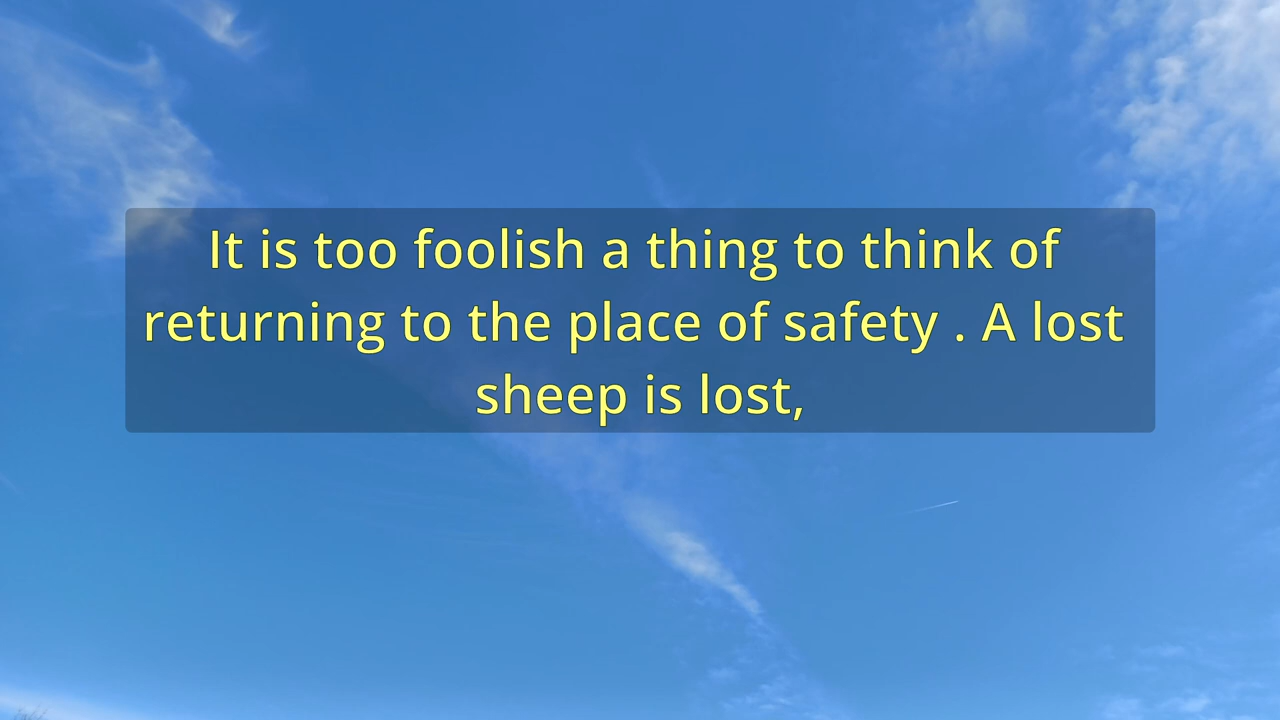 It is too foolish a thing to think of
returning to the place of safety . A lost
sheep is lost,